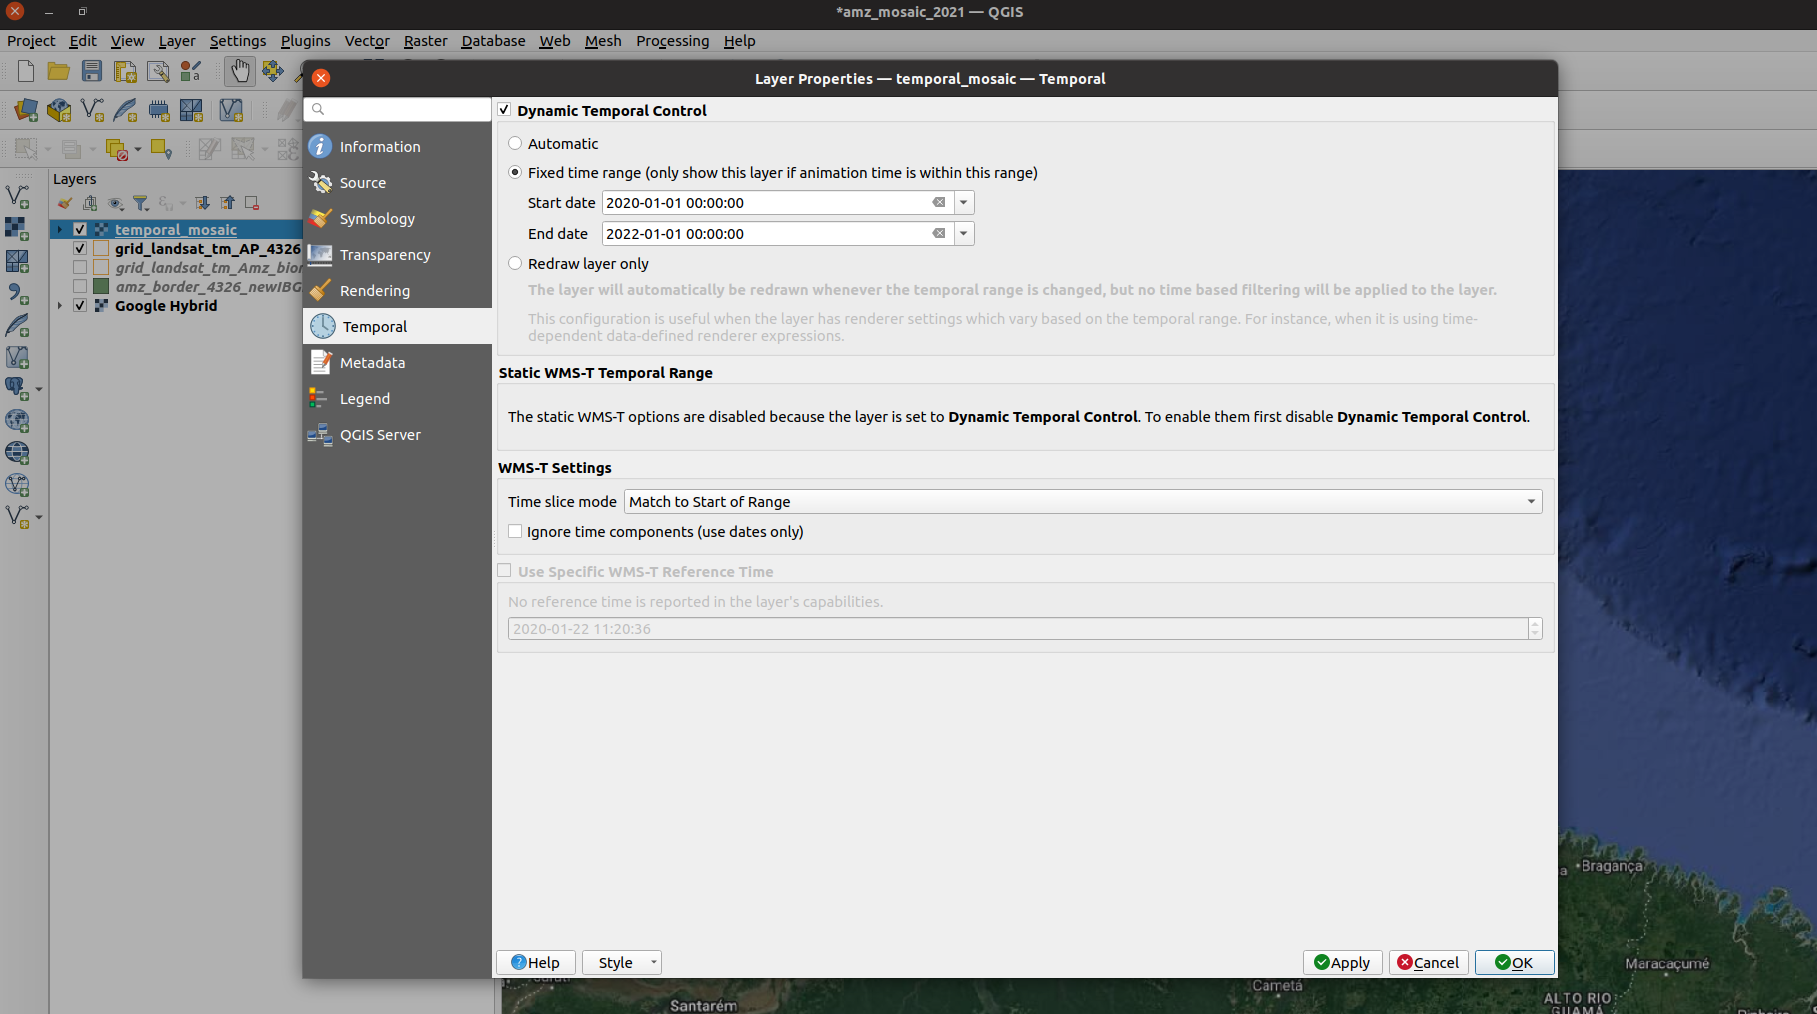 *amz_mosaic_2021 — QGIS
Project Edit View Layer Settings Plugins Vector Raster Database Web Mesh Processing Help
Layer Properties — temporal_mosaic — Temporal
Layers
temporal_mosaic
grid_landsat_tm_AP_4326
grid_landsat_tm_Amz_bior
amz_border_4326_newIBG
Google Hybrid
Information
Source
Symbology
Transparency
Rendering
Temporal
Metadata
Legend
QGIS Server
Dynamic Temporal Control
Automatic
Fixed time range (only show this layer if animation time is within this range)
Start date 2020-01-01 00:00:00
End date 2022-01-01 00:00:00
Redraw layer only
The layer will automatically be redrawn whenever the temporal range is changed, but no time based filtering will be applied to the layer.
This configuration is useful when the layer has renderer settings which vary based on the temporal range. For instance, when it is using time-
dependent data-defined renderer expressions.
Static WMS-T Temporal Range
The static WMS-T options are disabled because the layer is set to Dynamic Temporal Control. To enable them first disable Dynamic Temporal Control.
WMS-T Settings
Time slice mode Match to Start of Range
Ignore time components (use dates only)
Use Specific WMS-T Reference Time
No reference time is reported in the layer's capabilities.
2020-01-22 11:20:36
Help Style Apply Cancel OK
Bragança
Maracaçumé
Cametá
Santarém
ALTO RIO
GUAMÁ